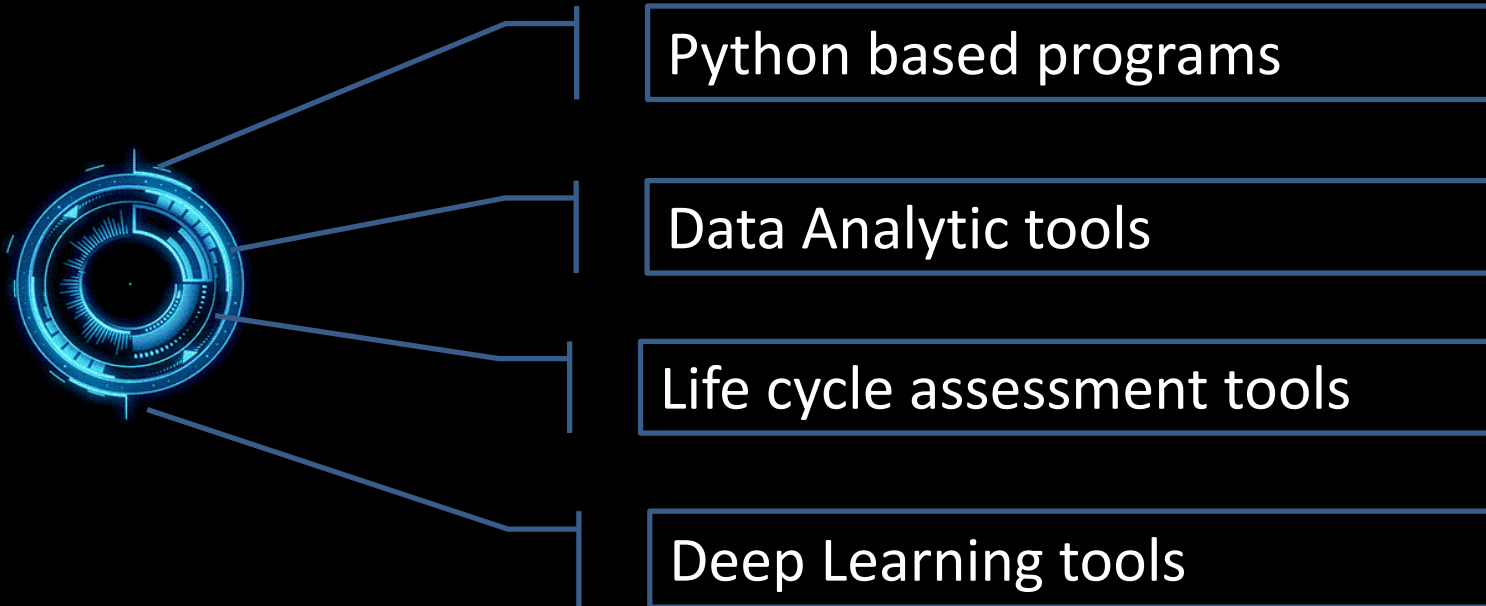 Python based programs
Data Analytic tools
Life cycle assessment tools
Deep Learning tools